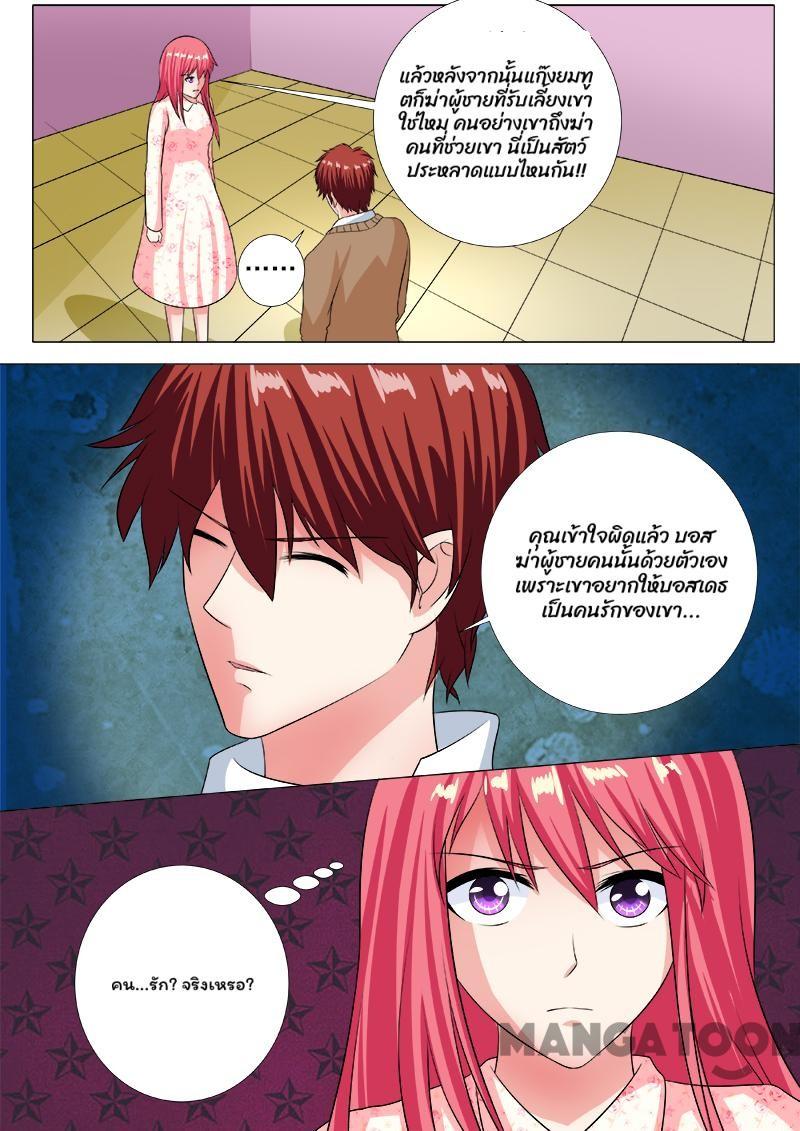 แล้วหลังจากนั้นแก๊งยมทู
ตก็ฆ่าผู้ชายที่รับเลี้ยงเขา
ใช่ไหม คนอย่างเขาถึงฆ่า
คนที่ช่วยเขา นี่เป็นสัตว์
ประหลาดแบบไหนกัน!!
......
คุณเข้าใจผิดแล้ว บอส
ฆ่าผู้ชายคนนั้นด้วยตัวเอง
เพราะเขาอยากให้บอสเดธ
เป็นคนรักของเขา...
คน...รัก? จริงเหรอ?
MANGATOON